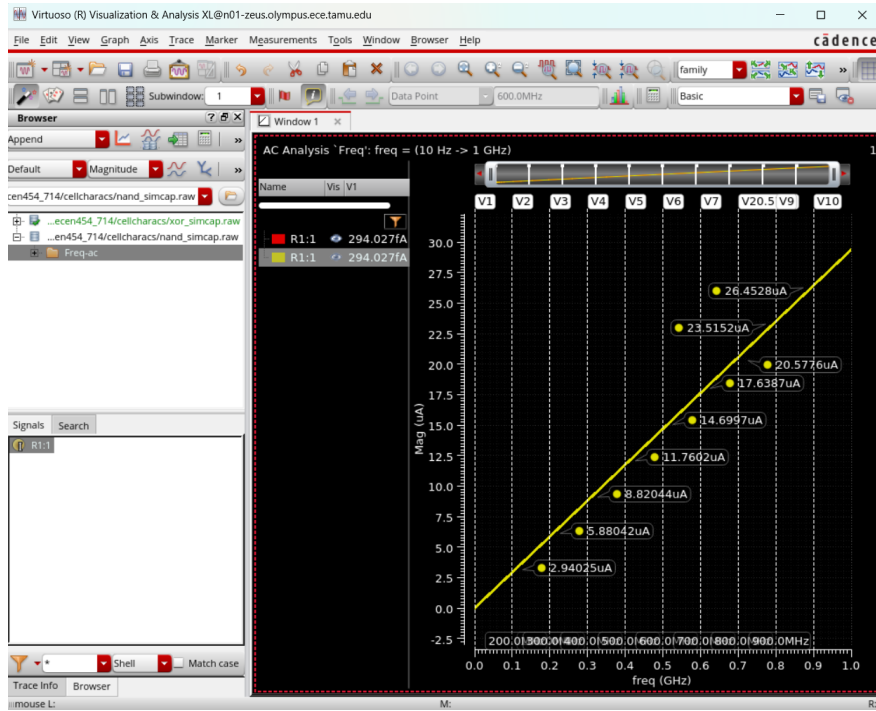 Virtuoso (R) Visualization & Analysis XL@n01-zeus.olympus.ece.tamu.edu
File Edit View Graph Axis Trace Marker Measurements Tools Window Browser Help
cādence
family
Subwindow: 1
Data Point
600.0MHz
Basic
Browser
Append
Default
Magnitude
cen454_714/cellcharacs/nand_simcap.raw
...ecen454_714/cellcharacs/xor_simcap.raw
...en454_714/cellcharacs/nand_simcap.raw
Freq-ac
Signals Search
R1:1
* Shell Match case
Trace Info Browser
mouse L: M: R:
Window 1
AC Analysis `Freq': freq = (10 Hz -> 1 GHz) 1
Name Vis V1
R1:1 294.027fA
R1:1 294.027fA
V1 V2 V3 V4 V5 V6 V7 V20.5 V9 V10
30.0
27.5
25.0
22.5
20.0
17.5
15.0
12.5
10.0
7.5
5.0
2.5
0.0
-2.5
Mag (uA)
26.4528uA
23.5152uA
20.5776uA
17.6387uA
14.6997uA
11.7602uA
8.82044uA
5.88042uA
2.94025uA
0.0 0.1 0.2 0.3 0.4 0.5 0.6 0.7 0.8 0.9 1.0
freq (GHz)